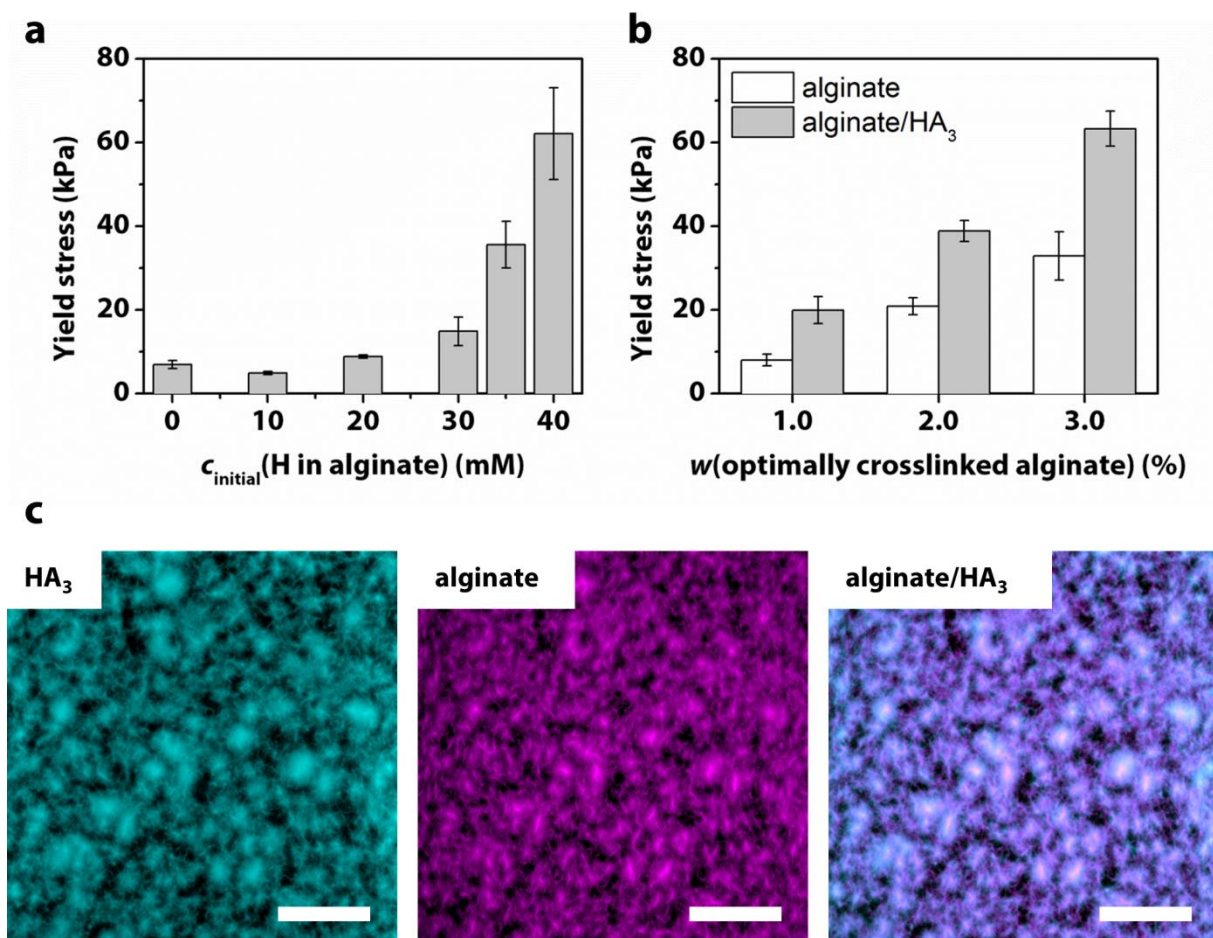 a
80
60
40
20
0
Yield stress (kPa)
0 10 20 30 40
c_initial(H in alginate) (mM)
b
80
60
40
20
0
Yield stress (kPa)
alginate
alginate/HA₃
1.0 2.0 3.0
w(optimally crosslinked alginate) (%)
c
HA₃
alginate
alginate/HA₃